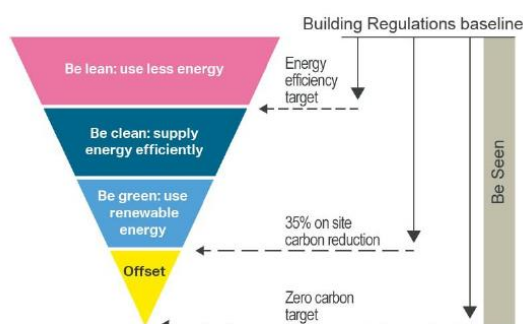 Building Regulations baseline
Be lean: use less energy
Energy
efficiency
target
Be clean: supply
energy efficiently
Be green: use
renewable
energy
35% on site
carbon reduction
Offset
Zero carbon
target
Be Seen